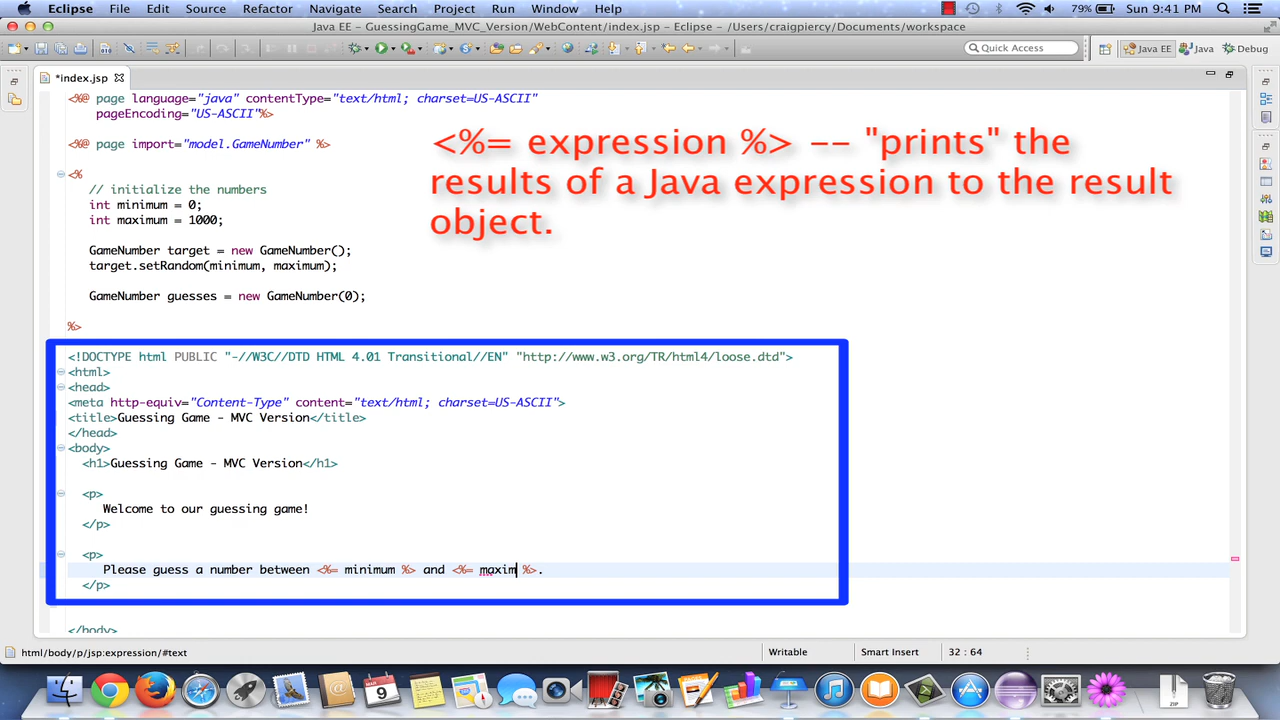 Eclipse File Edit Source Refactor Navigate Search Project Run Window Help 79% Sun 9:41 PM
Java EE - GuessingGame_MVC_Version/WebContent/index.jsp - Eclipse - /Users/craigpiercy/Documents/workspace
Quick Access Java EE Java Debug
*index.jsp
<%@ page language="java" contentType="text/html; charset=US-ASCII"
pageEncoding="US-ASCII"%>
<%@ page import="model.GameNumber" %>
<%= expression %> -- "prints" the
results of a Java expression to the result
object.
<%
// initialize the numbers
int minimum = 0;
int maximum = 1000;
GameNumber target = new GameNumber();
target.setRandom(minimum, maximum);
GameNumber guesses = new GameNumber(0);
%>
<!DOCTYPE html PUBLIC "-//W3C//DTD HTML 4.01 Transitional//EN" "http://www.w3.org/TR/html4/loose.dtd">
<html>
<head>
<meta http-equiv="Content-Type" content="text/html; charset=US-ASCII">
<title>Guessing Game - MVC Version</title>
</head>
<body>
<h1>Guessing Game - MVC Version</h1>
<p>
Welcome to our guessing game!
</p>
<p>
Please guess a number between <%= minimum %> and <%= maxim %>.
</p>
</body>
html/body/p/jsp:expression/#text Writable Smart Insert 32 : 64
MAR
9
ZIP